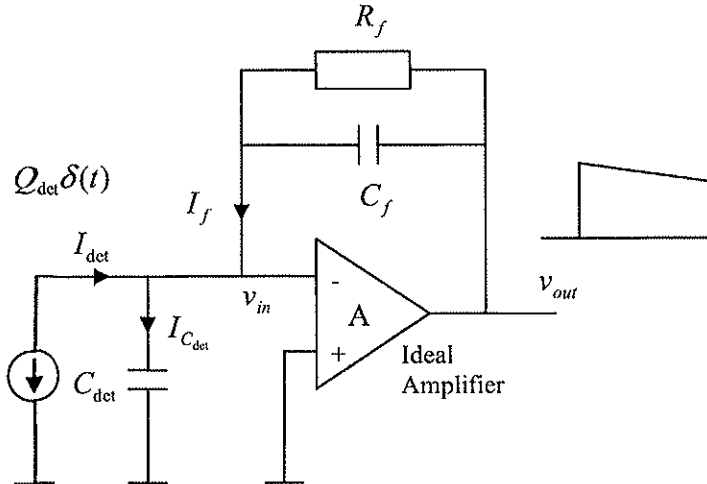 R_f
C_f
Q_det δ(t)
I_f
I_det
v_in
I_C_det
C_det
-
A
+
Ideal
Amplifier
v_out